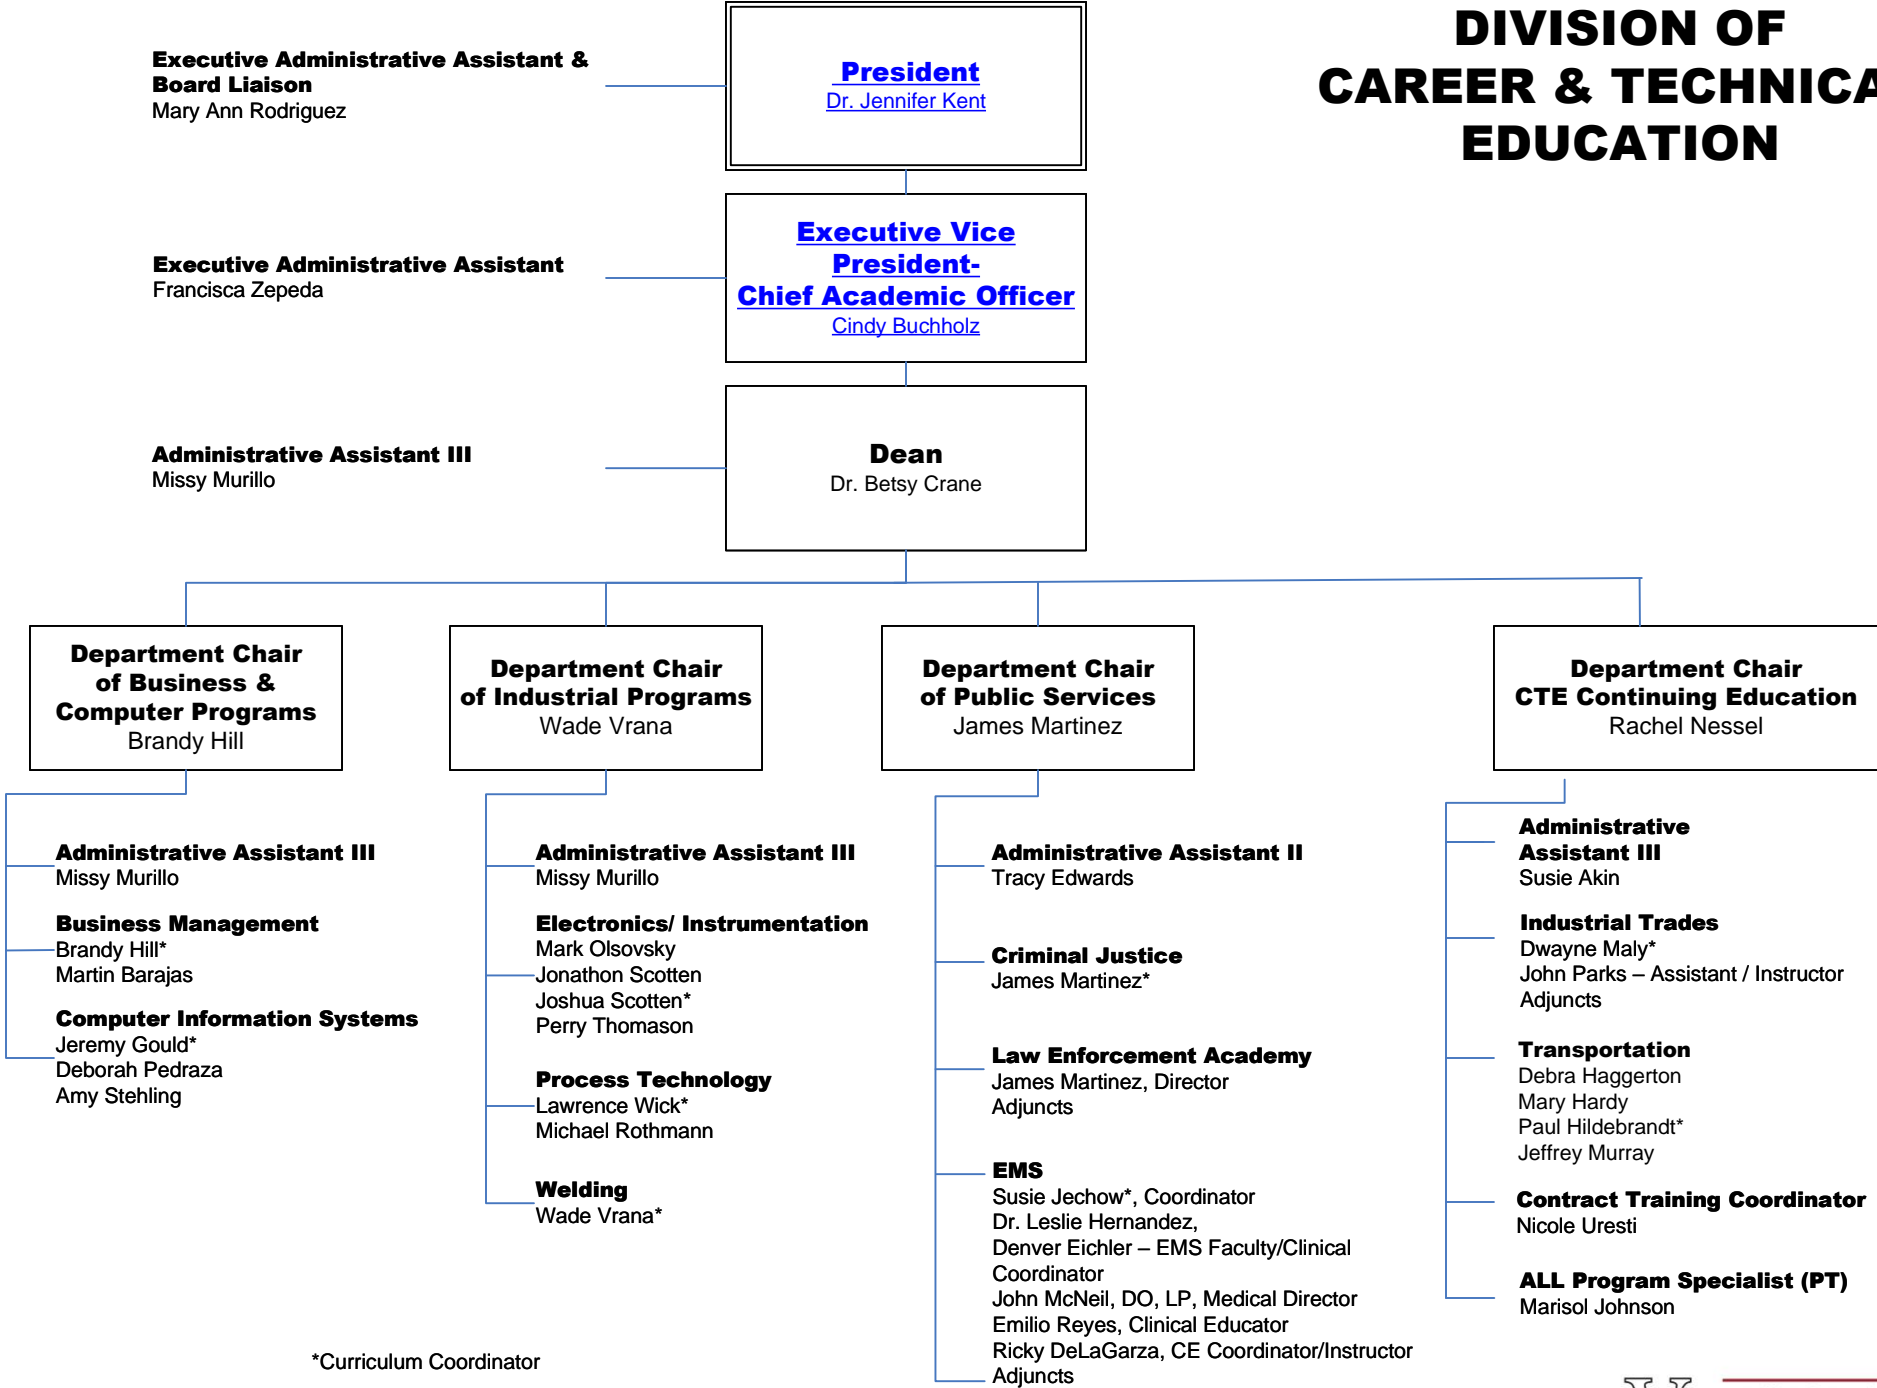 DIVISION OF
CAREER & TECHNICA
EDUCATION
Executive Administrative Assistant &
Board Liaison
Mary Ann Rodriguez
President
Dr. Jennifer Kent
Executive Administrative Assistant
Francisca Zepeda
Executive Vice
President-
Chief Academic Officer
Cindy Buchholz
Administrative Assistant III
Missy Murillo
Dean
Dr. Betsy Crane
Department Chair
of Business &
Computer Programs
Brandy Hill
Administrative Assistant III
Missy Murillo
Business Management
Brandy Hill*
Martin Barajas
Computer Information Systems
Jeremy Gould*
Deborah Pedraza
Amy Stehling
Department Chair
of Industrial Programs
Wade Vrana
Administrative Assistant III
Missy Murillo
Electronics/ Instrumentation
Mark Olsovsky
Jonathon Scotten
Joshua Scotten*
Perry Thomason
Process Technology
Lawrence Wick*
Michael Rothmann
Welding
Wade Vrana*
Department Chair
of Public Services
James Martinez
Administrative Assistant II
Tracy Edwards
Criminal Justice
James Martinez*
Law Enforcement Academy
James Martinez, Director
Adjuncts
EMS
Susie Jechow*, Coordinator
Dr. Leslie Hernandez,
Denver Eichler – EMS Faculty/Clinical
Coordinator
John McNeil, DO, LP, Medical Director
Emilio Reyes, Clinical Educator
Ricky DeLaGarza, CE Coordinator/Instructor
Adjuncts
Department Chair
CTE Continuing Education
Rachel Nessel
Administrative
Assistant III
Susie Akin
Industrial Trades
Dwayne Maly*
John Parks – Assistant / Instructor
Adjuncts
Transportation
Debra Haggerton
Mary Hardy
Paul Hildebrandt*
Jeffrey Murray
Contract Training Coordinator
Nicole Uresti
ALL Program Specialist (PT)
Marisol Johnson
*Curriculum Coordinator